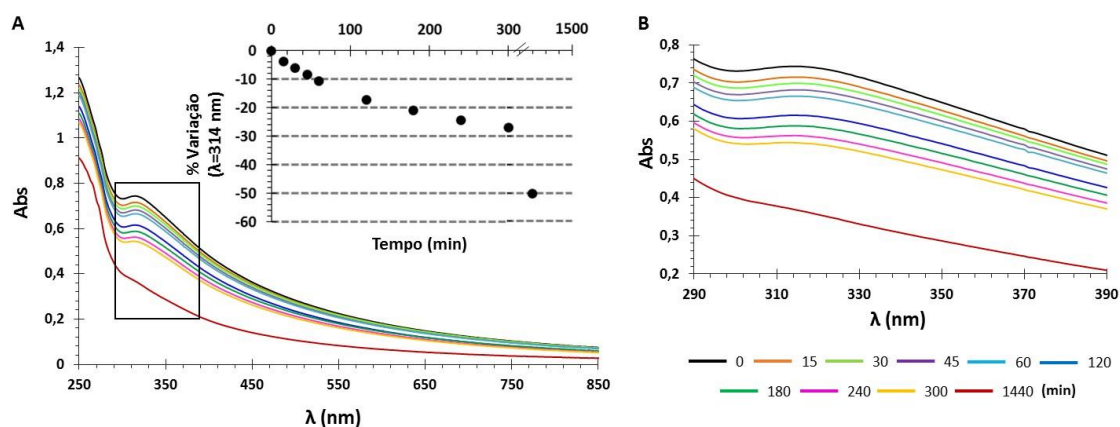 A
1,4
1,2
1
0,8
0,6
0,4
0,2
0
Abs
250 350 450 550 650 750 850
λ (nm)
0 100 200 300 1500
0
-10
-20
-30
-40
-50
-60
% Variação
(λ=314 nm)
Tempo (min)
B
0,8
0,7
0,6
0,5
0,4
0,3
0,2
Abs
290 310 330 350 370 390
λ (nm)
0 15 30 45 60 120
180 240 300 1440 (min)